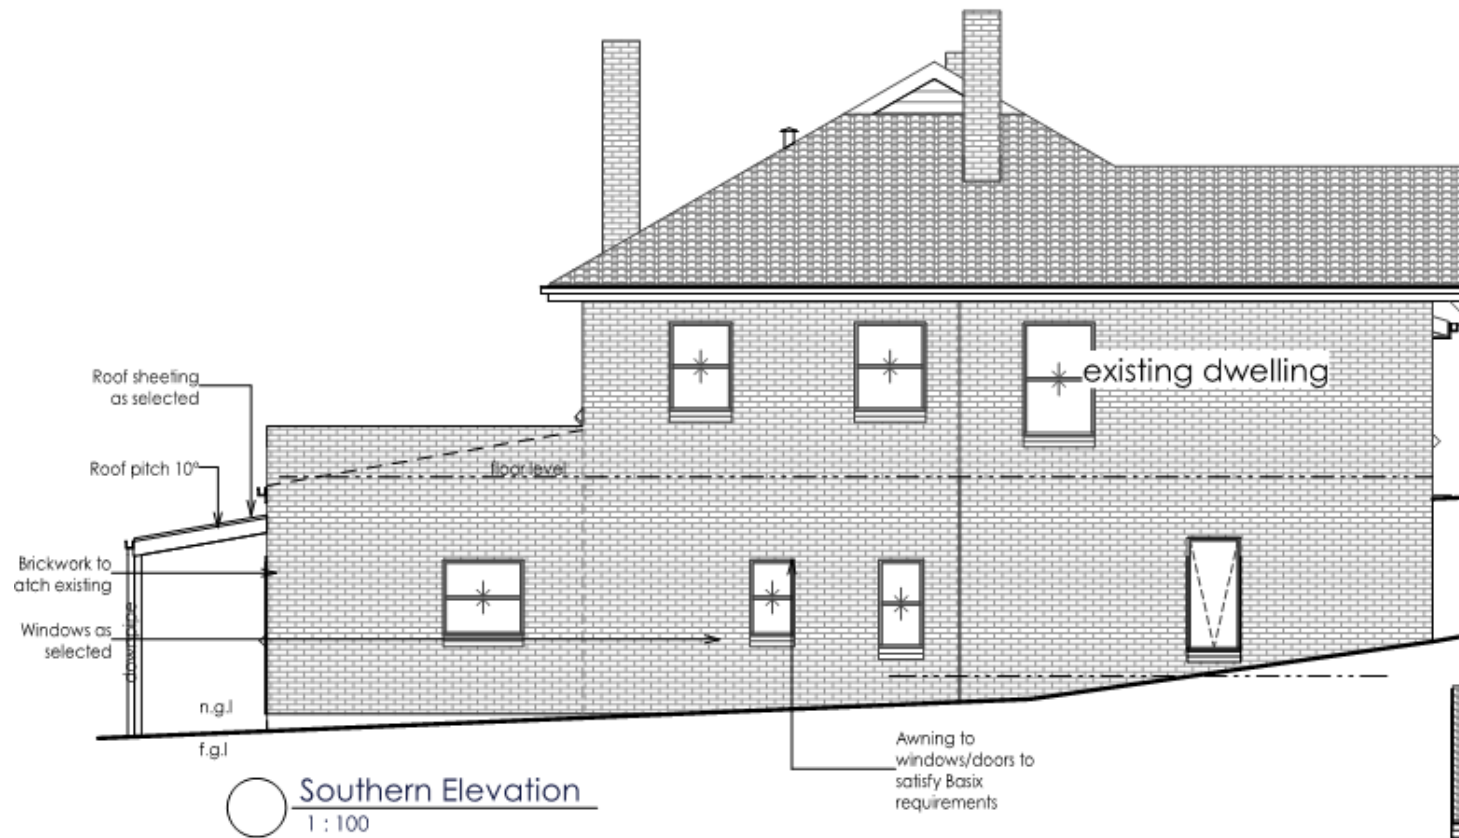 existing dwelling
Roof sheeting
as selected
Roof pitch 10°
floor level
Brickwork to
atch existing
Windows as
selected
downpipe
n.g.l
f.g.l
Awning to
windows/doors to
satisfy Basix
requirements
Southern Elevation
1 : 100